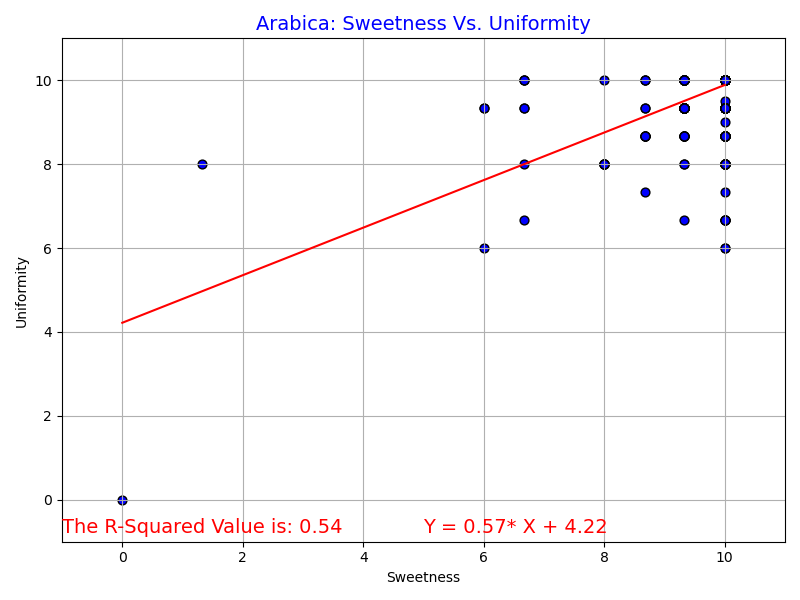 Arabica: Sweetness Vs. Uniformity
10
8
6
4
2
0
Uniformity
The R-Squared Value is: 0.54
Y = 0.57* X + 4.22
0 2 4 6 8 10
Sweetness